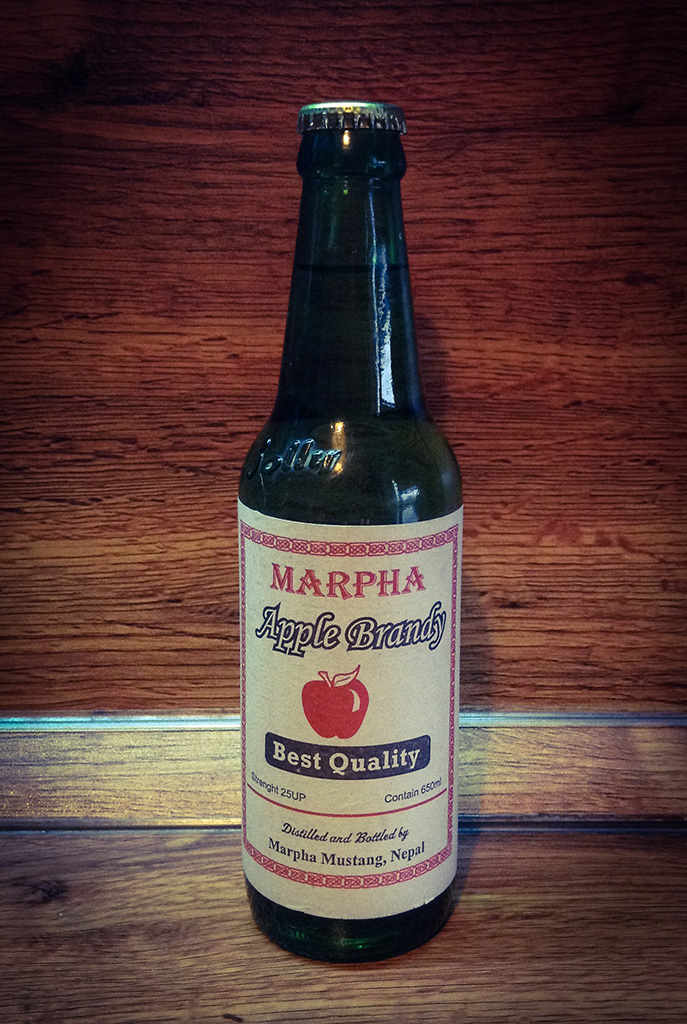 MARPHA
Apple Brandy
Best Quality
Strenght 25UP
Contain 650ml
Distilled and Bottled by
Marpha Mustang, Nepal